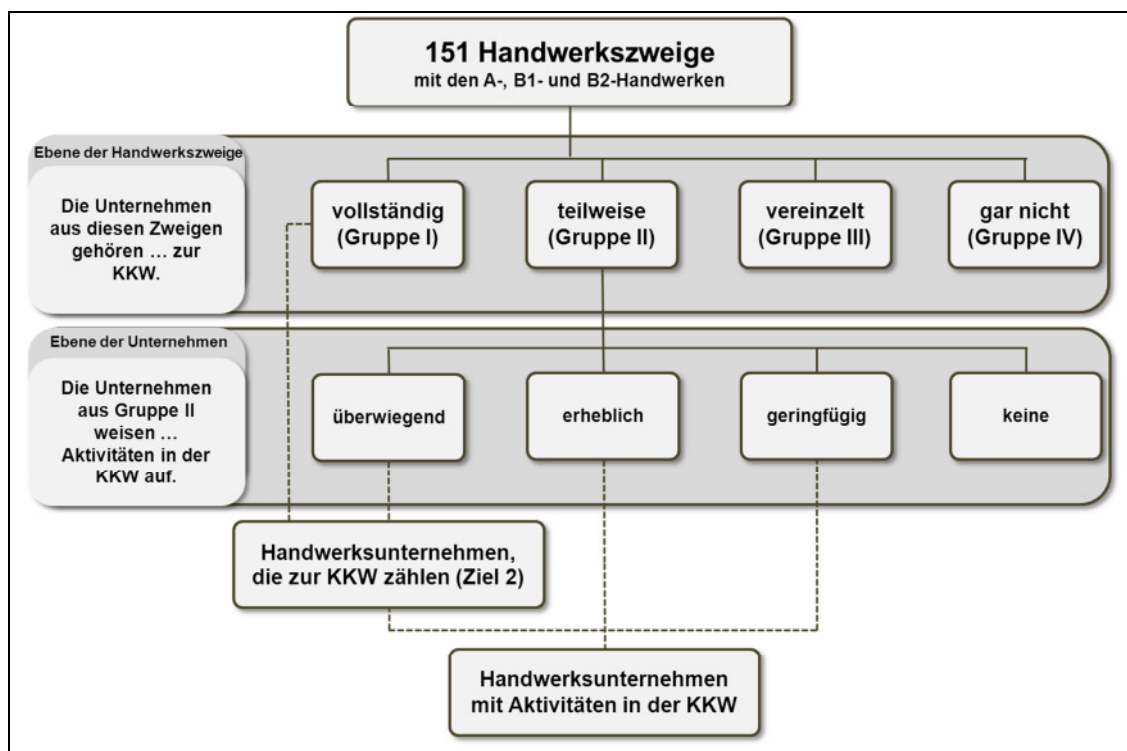 151 Handwerkszweige
mit den A-, B1- und B2-Handwerken
Ebene der Handwerkszweige
Die Unternehmen
aus diesen Zweigen
gehören … zur
KKW.
vollständig
(Gruppe I)
teilweise
(Gruppe II)
vereinzelt
(Gruppe III)
gar nicht
(Gruppe IV)
Ebene der Unternehmen
Die Unternehmen
aus Gruppe II
weisen …
Aktivitäten in der
KKW auf.
überwiegend
erheblich
geringfügig
keine
Handwerksunternehmen,
die zur KKW zählen (Ziel 2)
Handwerksunternehmen
mit Aktivitäten in der KKW